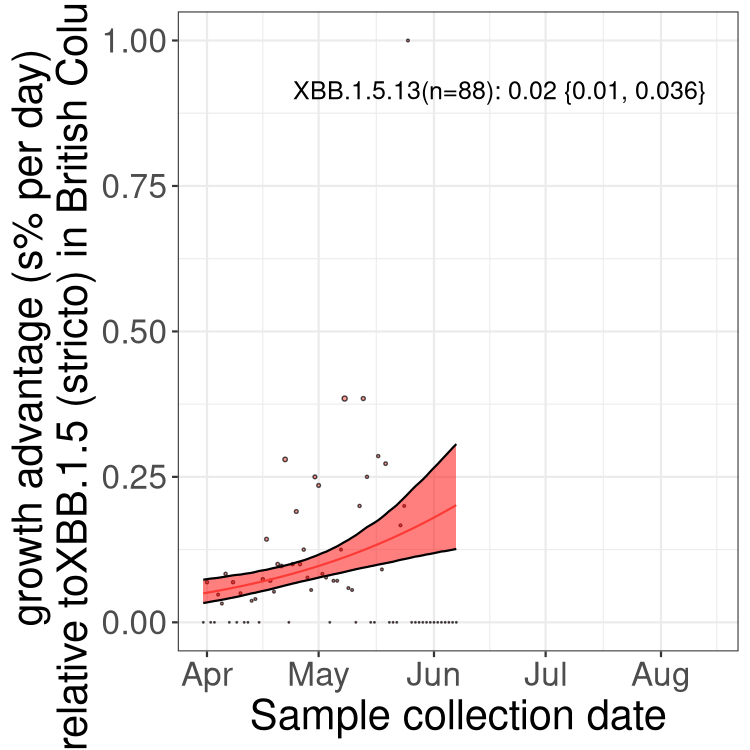 growth advantage (s% per day)
relative toXBB.1.5 (stricto) in British Colu
1.00
0.75
0.50
0.25
0.00
XBB.1.5.13(n=88): 0.02 {0.01, 0.036}
Apr May Jun Jul Aug
Sample collection date